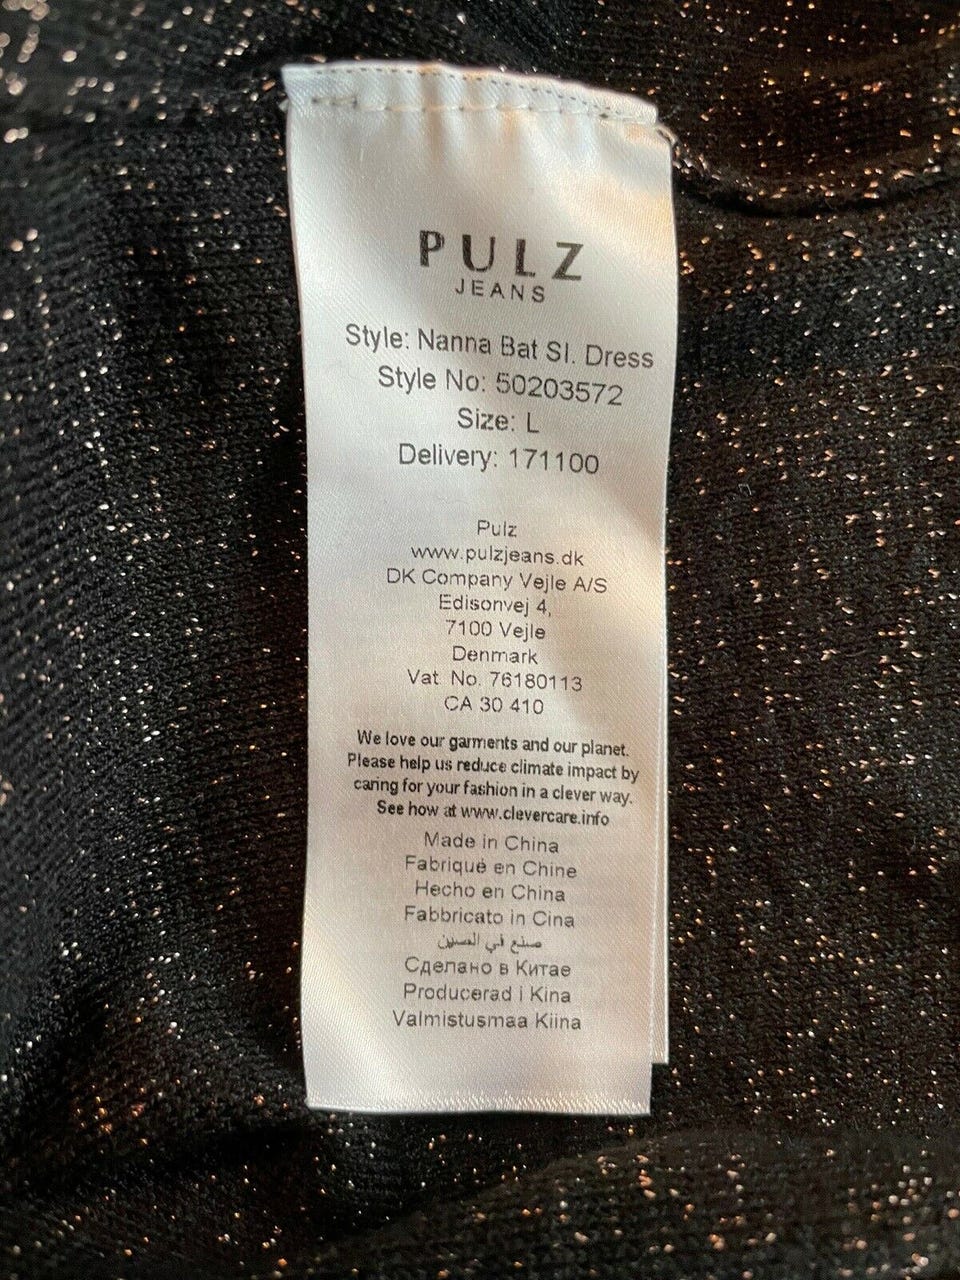 PULZ
JEANS
Style: Nanna Bat Sl. Dress
Style No: 50203572
Size: L
Delivery: 171100
Pulz
www.pulzjeans.dk
DK Company Vejle A/S
Edisonvej 4,
7100 Vejle
Denmark
Vat. No. 76180113
CA 30 410
We love our garments and our planet.
Please help us reduce climate impact by
caring for your fashion in a clever way.
See how at www.clevercare.info
Made in China
Fabriqué en Chine
Hecho en China
Fabbricato in Cina
صنع في الصين
Сделано в Китае
Producerad i Kina
Valmistusmaa Kiina